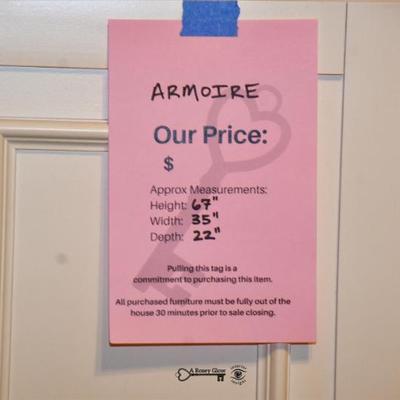 ARMOIRE
Our Price:
$
Approx Measurements:
Height: 67"
Width: 35"
Depth: 22"
Pulling this tag is a
commitment to purchasing this item.
All purchased furniture must be fully out of the
house 30 minutes prior to sale closing.
A Rosey Glow